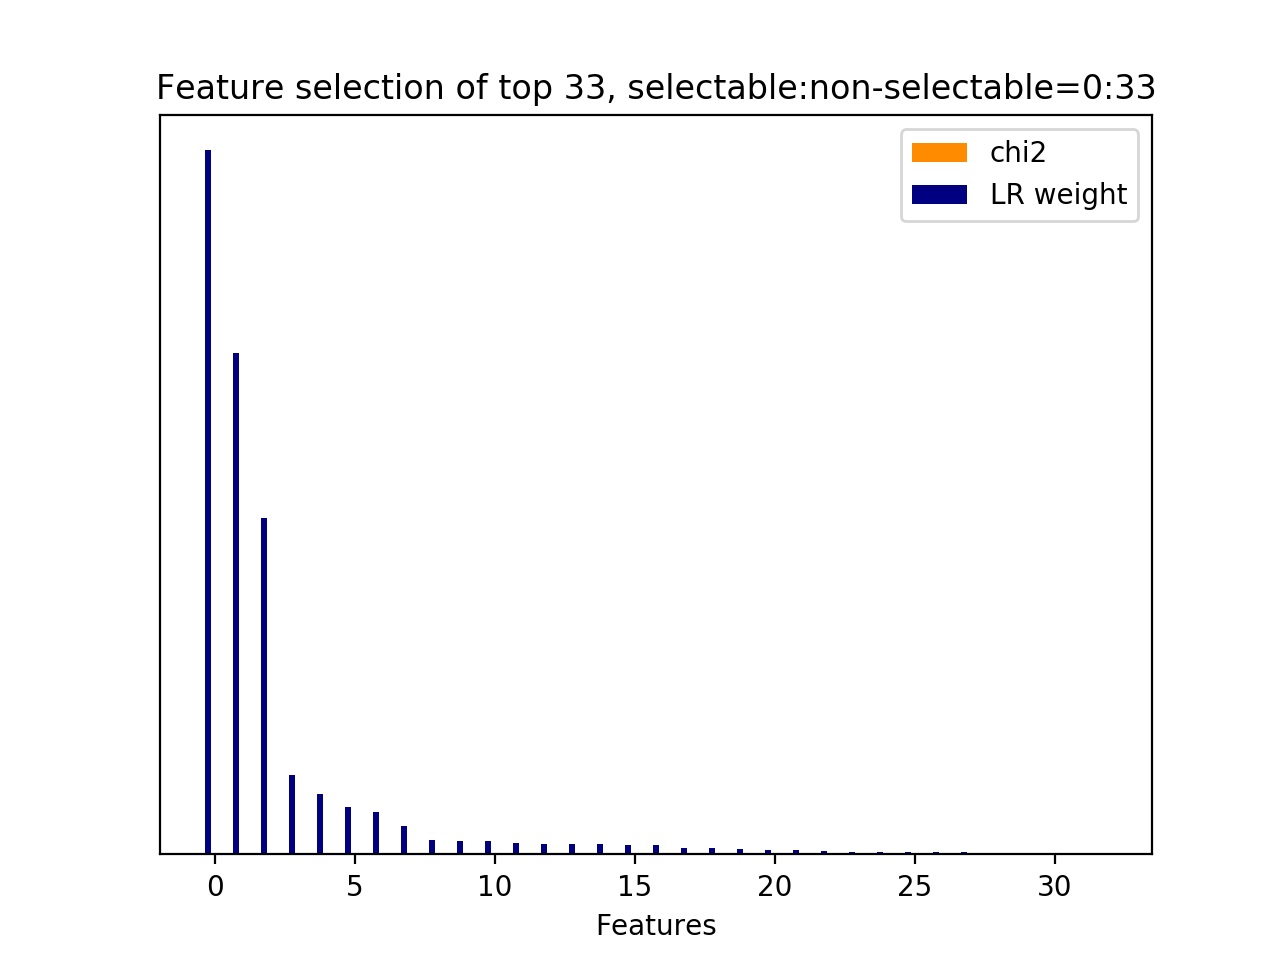 Feature selection of top 33, selectable:non-selectable=0:33
chi2
LR weight
0 5 10 15 20 25 30
Features